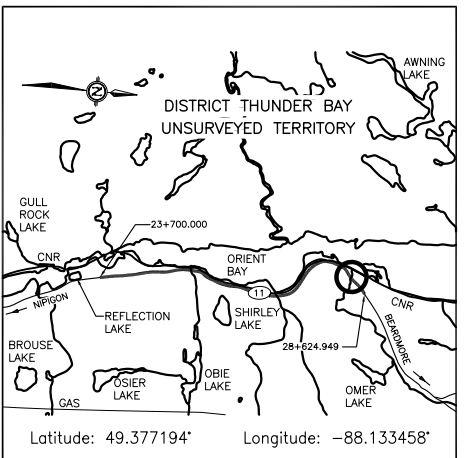 AWNING
LAKE
N
DISTRICT THUNDER BAY
UNSURVEYED TERRITORY
GULL
ROCK
LAKE
23+700.000
CNR
ORIENT
BAY
11
NIPIGON
REFLECTION
LAKE
SHIRLEY
LAKE
CNR
BEARDMORE
28+624.949
BROUSE
LAKE
OSIER
LAKE
OBIE
LAKE
OMER
LAKE
GAS
Latitude: 49.377194°
Longitude: -88.133458°